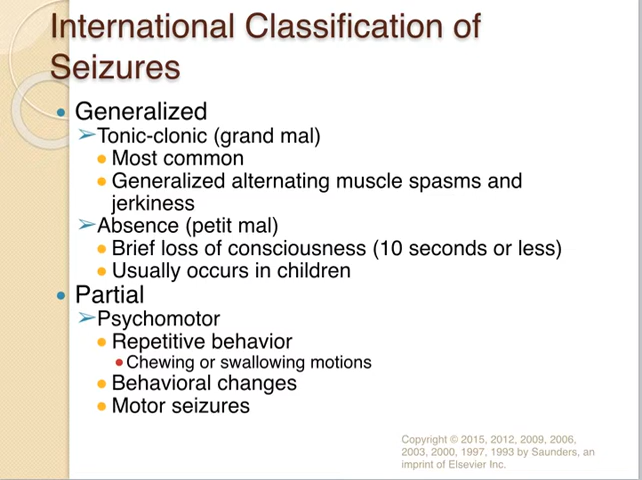 International Classification of
Seizures
• Generalized
➢Tonic-clonic (grand mal)
• Most common
• Generalized alternating muscle spasms and
jerkiness
➢Absence (petit mal)
• Brief loss of consciousness (10 seconds or less)
• Usually occurs in children
• Partial
➢Psychomotor
• Repetitive behavior
• Chewing or swallowing motions
• Behavioral changes
• Motor seizures
Copyright © 2015, 2012, 2009, 2006,
2003, 2000, 1997, 1993 by Saunders, an
imprint of Elsevier Inc.